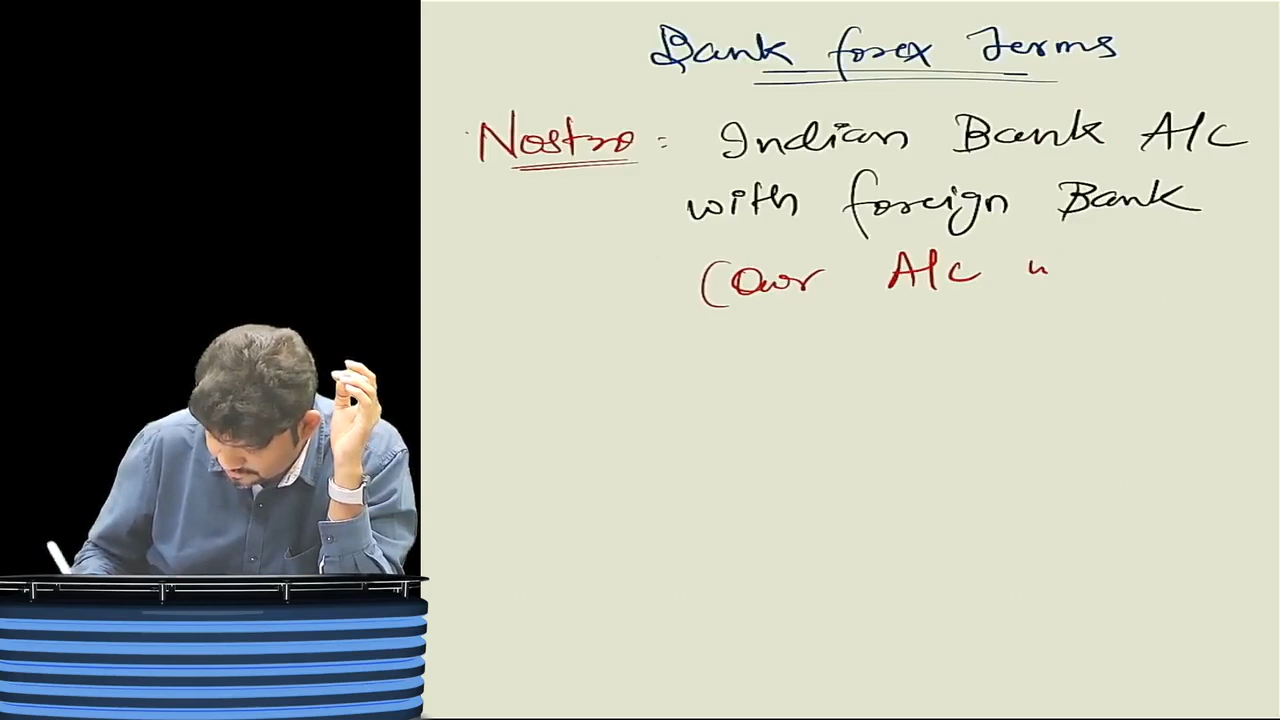 Bank forex Terms
Nostro = Indian Bank A/c
with foreign Bank
(Our A/c